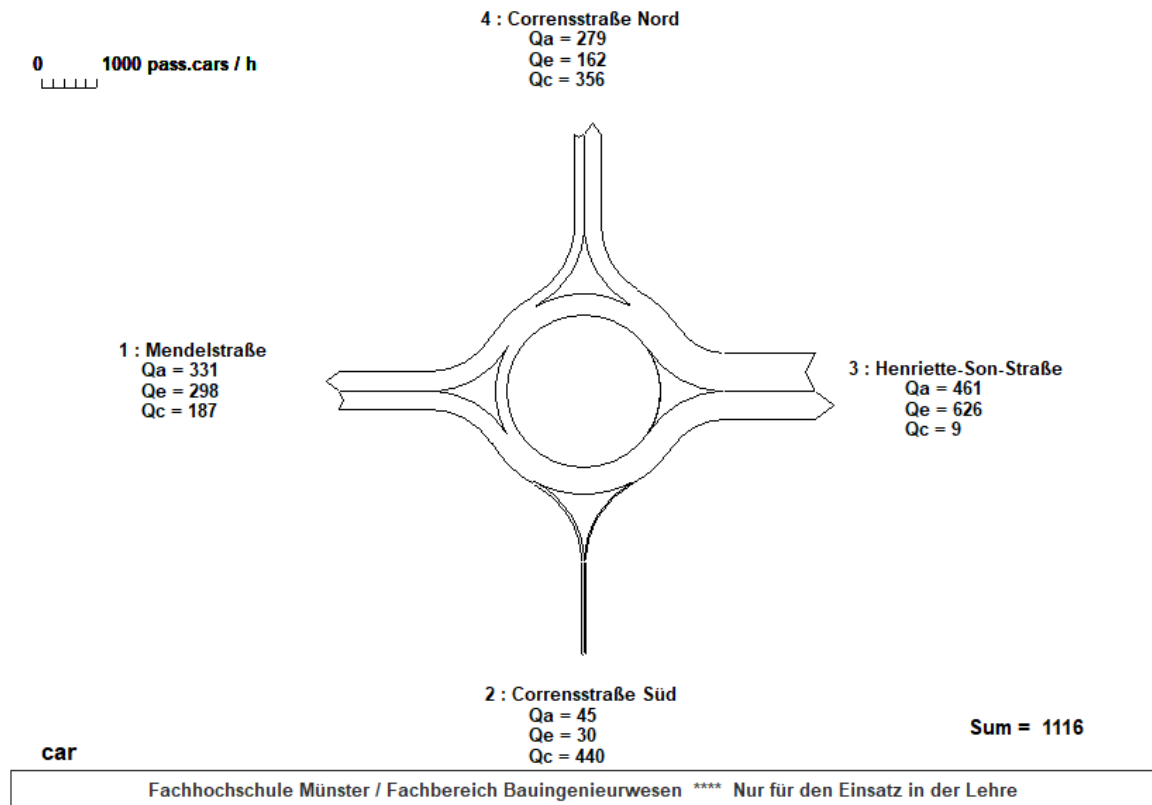 4 : Corrensstraße Nord
Qa = 279
Qe = 162
Qc = 356
0 1000 pass.cars / h
1 : Mendelstraße
Qa = 331
Qe = 298
Qc = 187
3 : Henriette-Son-Straße
Qa = 461
Qe = 626
Qc = 9
2 : Corrensstraße Süd
Qa = 45
Qe = 30
Qc = 440
Sum = 1116
car
Fachhochschule Münster / Fachbereich Bauingenieurwesen **** Nur für den Einsatz in der Lehre